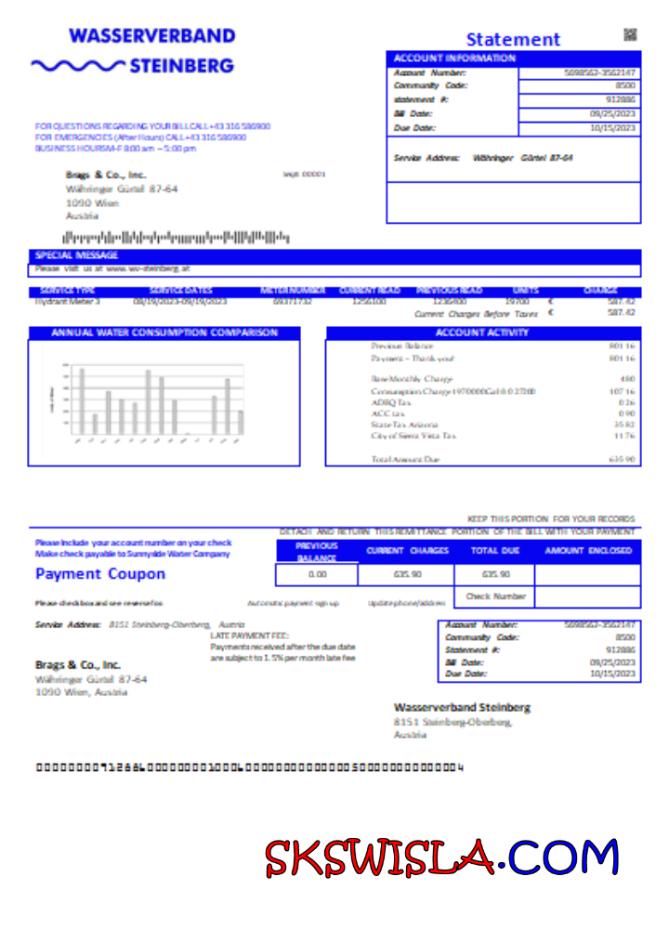 WASSERVERBAND
STEINBERG
Statement
ACCOUNT INFORMATION
Account Number: 5698562-3562147
Community Code: 8500
statement #: 912886
Bill Date: 09/25/2023
Due Date: 10/15/2023
Service Address: Währinger Gürtel 87-64
FOR QUESTIONS REGARDING YOUR BILL CALL +43 316 586900
FOR EMERGENCIES (After Hours) CALL +43 316 586900
BUSINESS HOURSM-F 8:00 am – 5:00 pm
Brags & Co., Inc. 00001
Währinger Gürtel 87-64
1090 Wien
Austria
SPECIAL MESSAGE
Please visit us at www.wv-steinberg.at
SERVICE TYPE SERVICE DATES METER NUMBER CURRENT READ PREVIOUS READ UNITS CHARGE
Hydrant Meter 3 08/19/2023-09/19/2023 69371732 1256100 1236400 19700 € 587.42
Current Charges Before Taxes € 587.42
ANNUAL WATER CONSUMPTION COMPARISON
ACCOUNT ACTIVITY
Previous Balance 801.16
Payment – Thank you! 801.16
Base Monthly Charge 480
Consumption Charge 107.16
ADEQ Tax 0.26
ACC tax 0.90
State Tax Arizona 35.82
City of Sierra Vista Tax 11.76
Total Amount Due 635.90
KEEP THIS PORTION FOR YOUR RECORDS
DETACH AND RETURN THIS REMITTANCE PORTION OF THE BILL WITH YOUR PAYMENT
Please Include your account number on your check
Make check payable to Sunnyside Water Company
Payment Coupon
PREVIOUS BALANCE CURRENT CHARGES TOTAL DUE AMOUNT ENCLOSED
0.00 635.90 635.90
Check Number
Please check box and see reverse for Automatic payment sign up Update phone/address
Service Address: 8151 Steinberg-Oberberg, Austria
LATE PAYMENT FEE:
Payments received after the due date
are subject to 1.5% per month late fee
Account Number: 5698562-3562147
Community Code: 8500
Statement #: 912886
Bill Date: 09/25/2023
Due Date: 10/15/2023
Brags & Co., Inc.
Währinger Gürtel 87-64
1090 Wien, Austria
Wasserverband Steinberg
8151 Steinberg-Oberberg,
Austria
SKSWISLA.COM